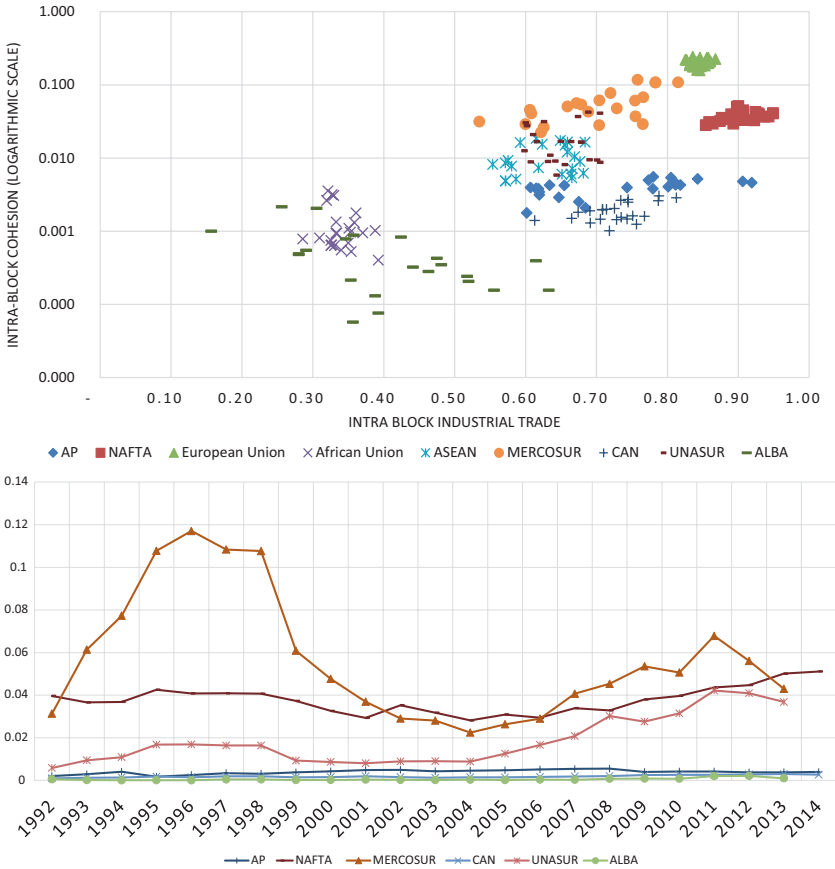 INTRA-BLOCK COHESION (LOGARITHMIC SCALE)
1.000
0.100
0.010
0.001
0.000
0.000
- 0.10 0.20 0.30 0.40 0.50 0.60 0.70 0.80 0.90 1.00
INTRA BLOCK INDUSTRIAL TRADE
AP NAFTA European Union African Union ASEAN MERCOSUR CAN UNASUR ALBA
0.14
0.12
0.1
0.08
0.06
0.04
0.02
0
1992 1993 1994 1995 1996 1997 1998 1999 2000 2001 2002 2003 2004 2005 2006 2007 2008 2009 2010 2011 2012 2013 2014
AP NAFTA MERCOSUR CAN UNASUR ALBA